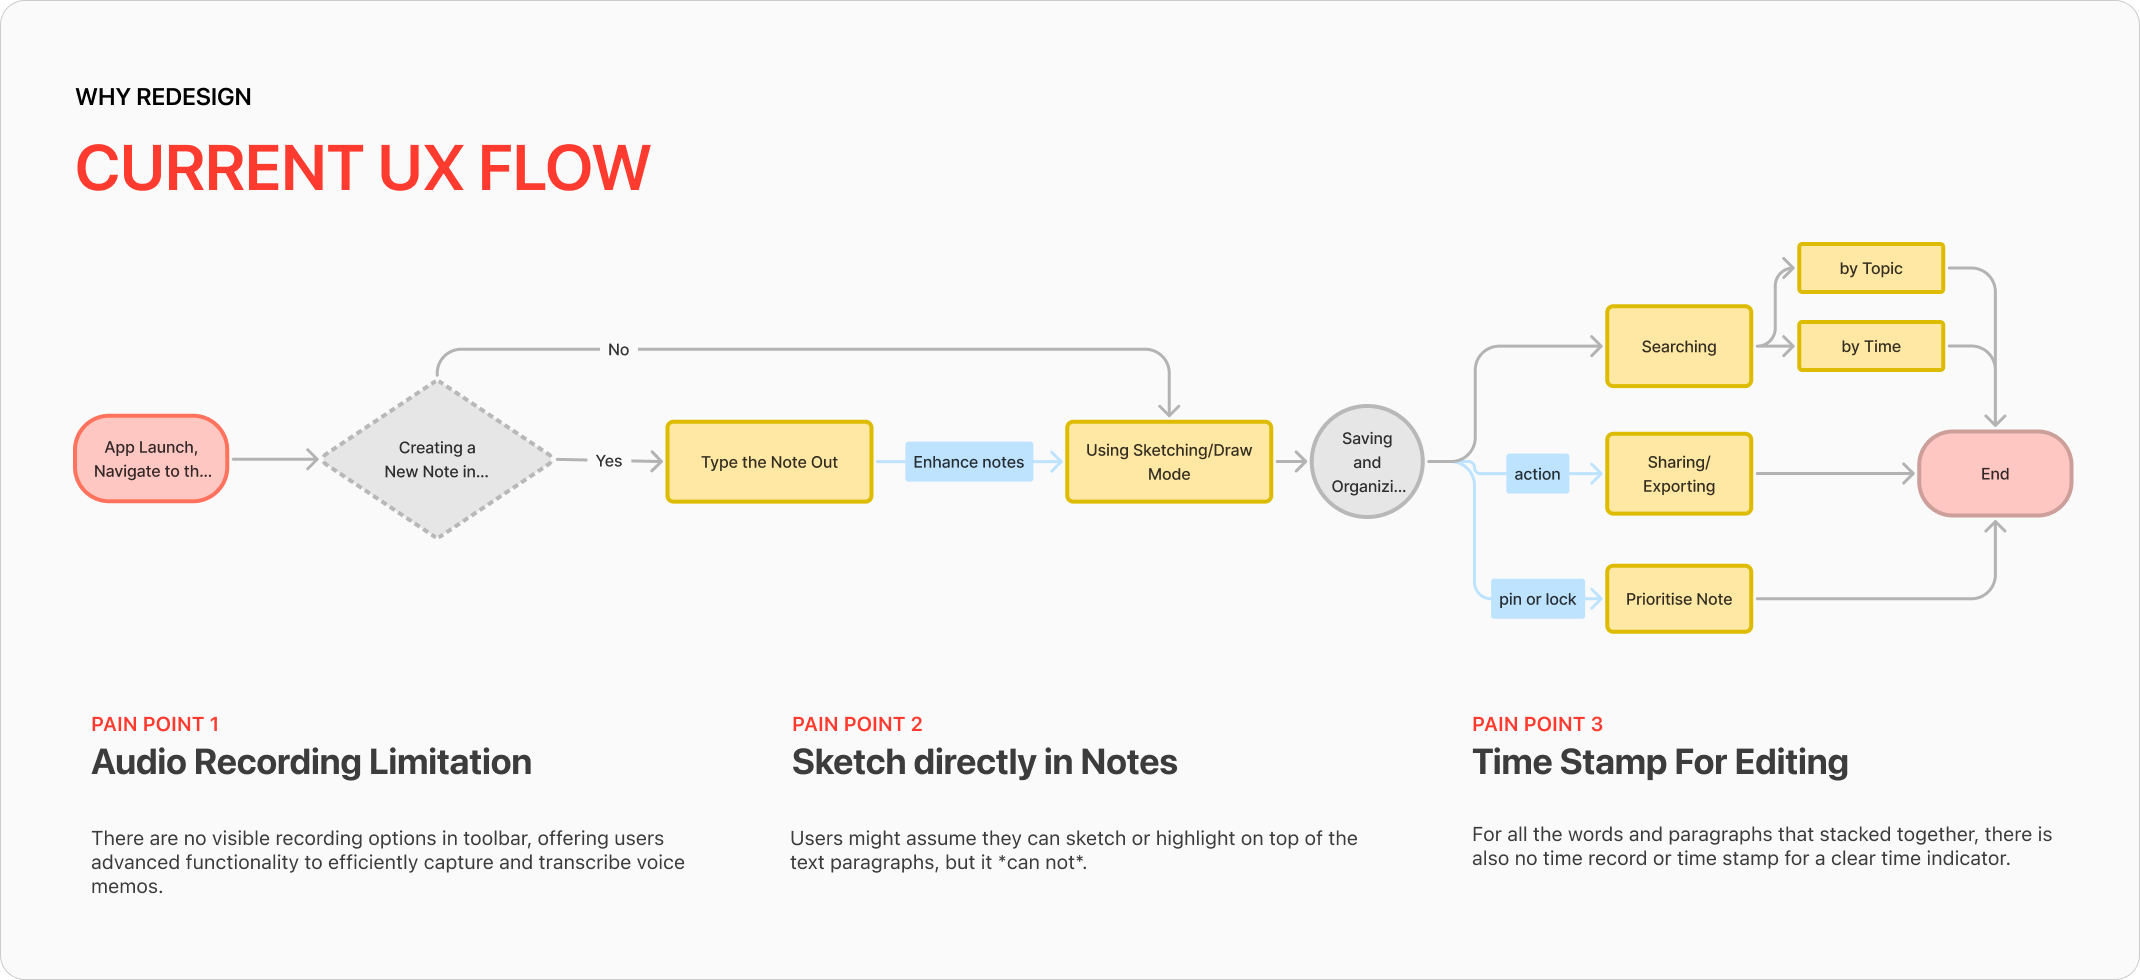 WHY REDESIGN
CURRENT UX FLOW
by Topic
No
Searching
by Time
App Launch,
Navigate to th...
Creating a
New Note in...
Yes
Type the Note Out
Enhance notes
Using Sketching/Draw
Mode
Saving
and
Organizi...
action
Sharing/
Exporting
End
pin or lock
Prioritise Note
PAIN POINT 1
Audio Recording Limitation
There are no visible recording options in toolbar, offering users
advanced functionality to efficiently capture and transcribe voice
memos.
PAIN POINT 2
Sketch directly in Notes
Users might assume they can sketch or highlight on top of the
text paragraphs, but it *can not*.
PAIN POINT 3
Time Stamp For Editing
For all the words and paragraphs that stacked together, there is
also no time record or time stamp for a clear time indicator.